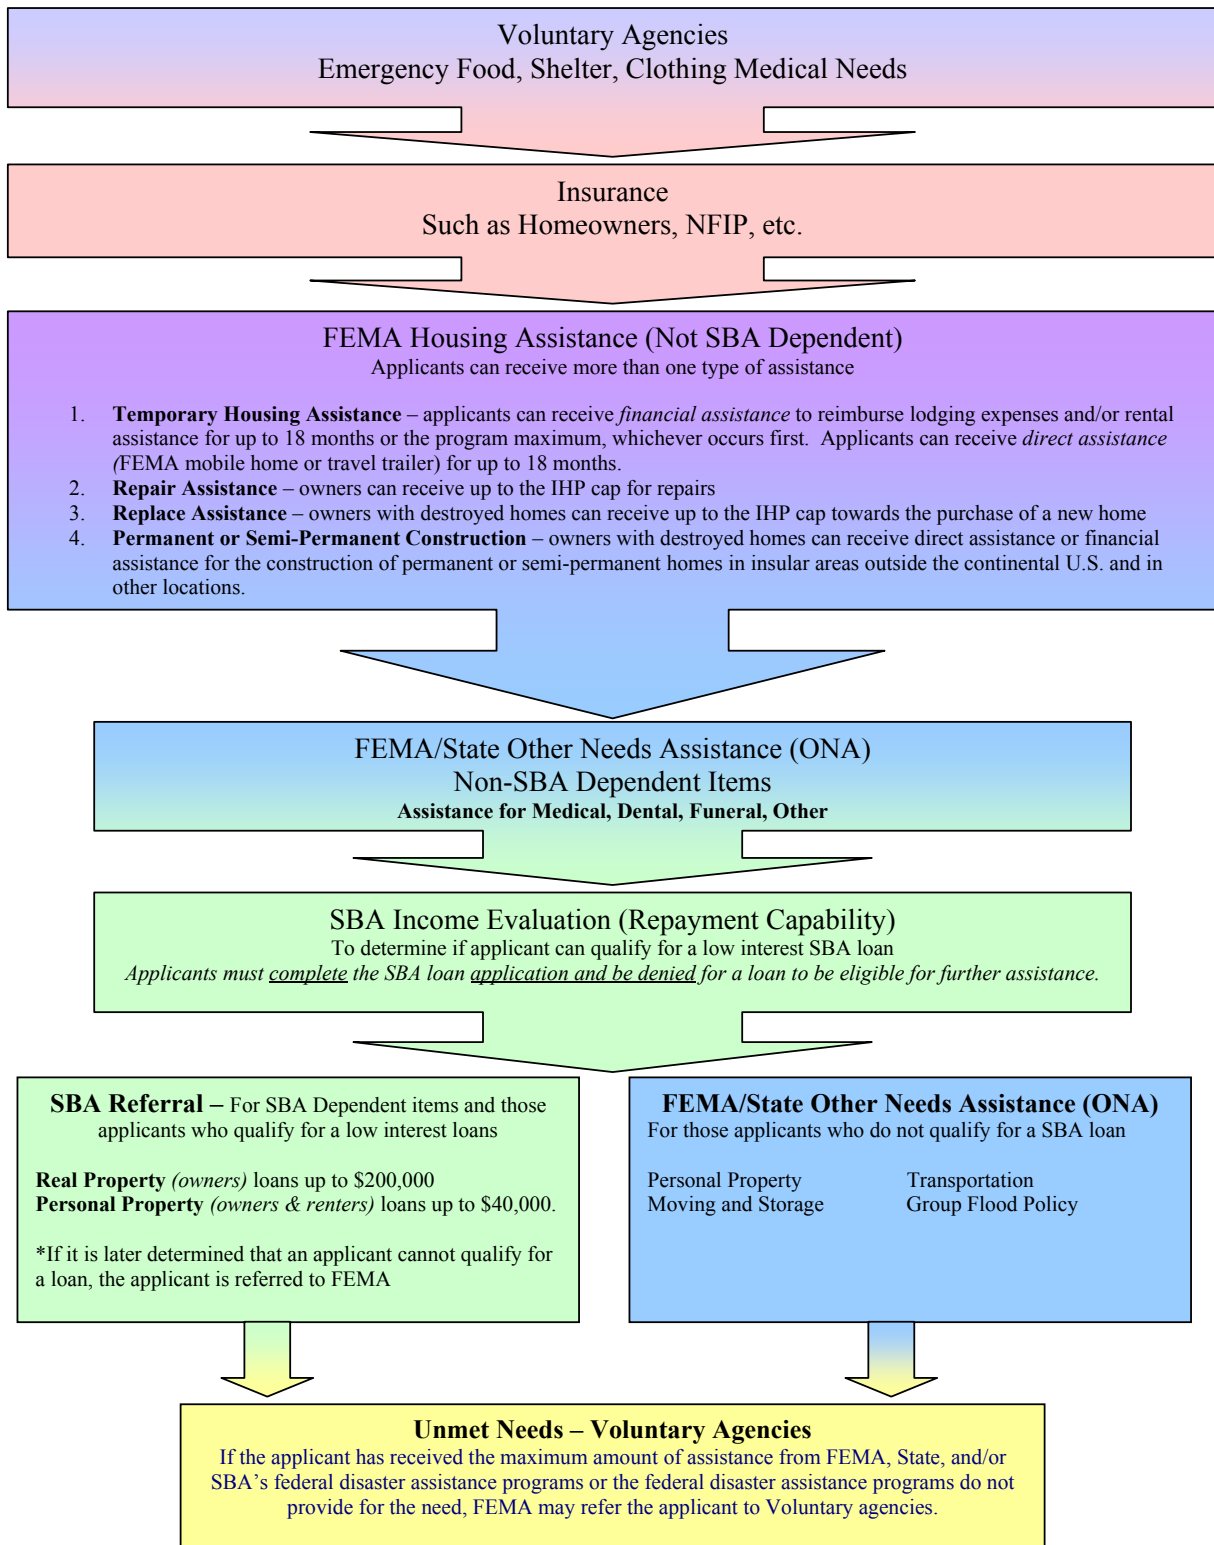 Voluntary Agencies
Emergency Food, Shelter, Clothing Medical Needs
Insurance
Such as Homeowners, NFIP, etc.
FEMA Housing Assistance (Not SBA Dependent)
Applicants can receive more than one type of assistance
1. Temporary Housing Assistance – applicants can receive financial assistance to reimburse lodging expenses and/or rental
assistance for up to 18 months or the program maximum, whichever occurs first. Applicants can receive direct assistance
(FEMA mobile home or travel trailer) for up to 18 months.
2. Repair Assistance – owners can receive up to the IHP cap for repairs
3. Replace Assistance – owners with destroyed homes can receive up to the IHP cap towards the purchase of a new home
4. Permanent or Semi-Permanent Construction – owners with destroyed homes can receive direct assistance or financial
assistance for the construction of permanent or semi-permanent homes in insular areas outside the continental U.S. and in
other locations.
FEMA/State Other Needs Assistance (ONA)
Non-SBA Dependent Items
Assistance for Medical, Dental, Funeral, Other
SBA Income Evaluation (Repayment Capability)
To determine if applicant can qualify for a low interest SBA loan
Applicants must complete the SBA loan application and be denied for a loan to be eligible for further assistance.
SBA Referral – For SBA Dependent items and those
applicants who qualify for a low interest loans
Real Property (owners) loans up to $200,000
Personal Property (owners & renters) loans up to $40,000.
*If it is later determined that an applicant cannot qualify for
a loan, the applicant is referred to FEMA
FEMA/State Other Needs Assistance (ONA)
For those applicants who do not qualify for a SBA loan
Personal Property Transportation
Moving and Storage Group Flood Policy
Unmet Needs – Voluntary Agencies
If the applicant has received the maximum amount of assistance from FEMA, State, and/or
SBA's federal disaster assistance programs or the federal disaster assistance programs do not
provide for the need, FEMA may refer the applicant to Voluntary agencies.